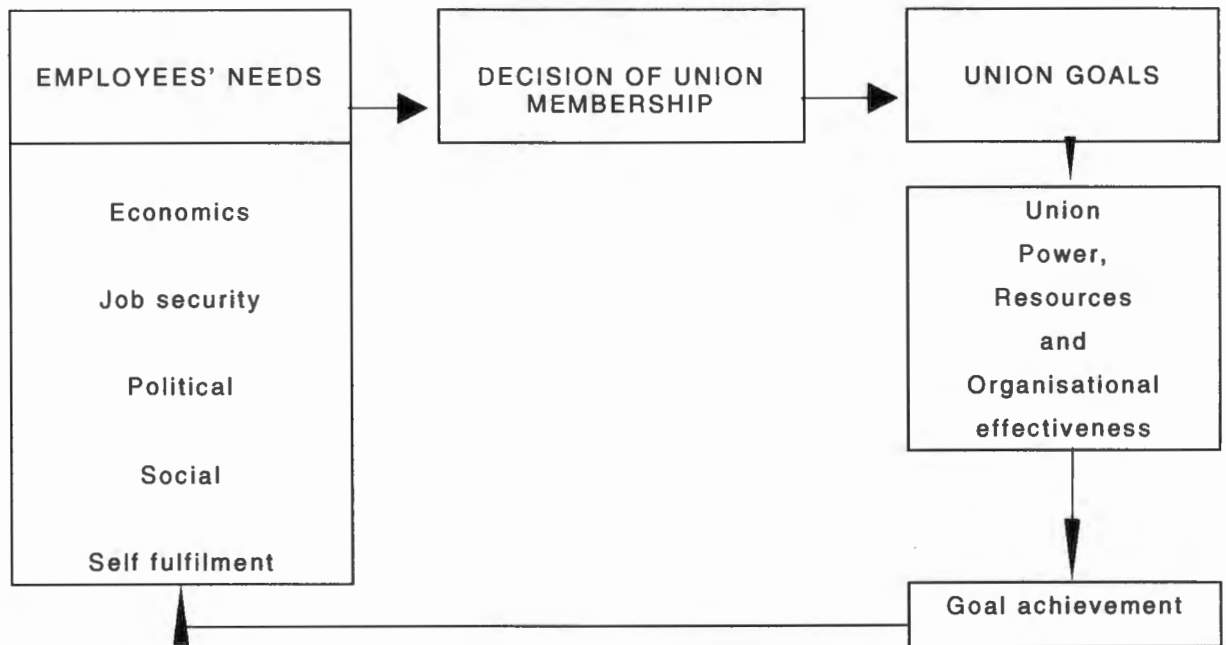 EMPLOYEES' NEEDS
Economics
Job security
Political
Social
Self fulfilment
DECISION OF UNION
MEMBERSHIP
UNION GOALS
Union
Power,
Resources
and
Organisational
effectiveness
Goal achievement